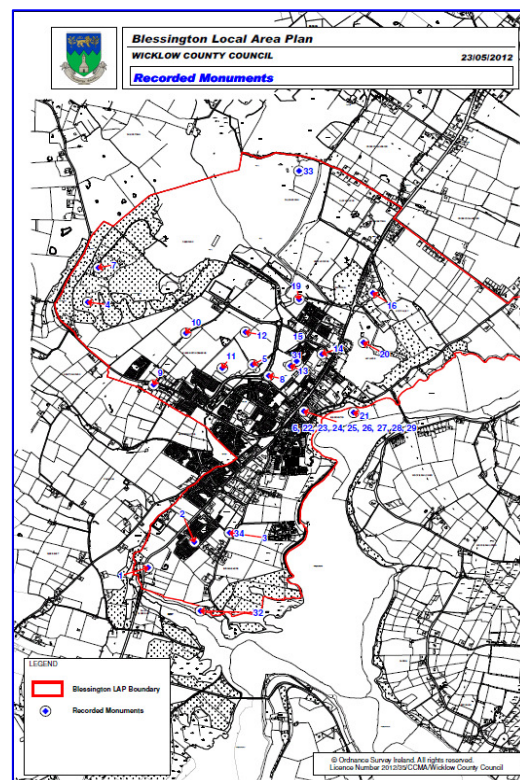 Blessington Local Area Plan
WICKLOW COUNTY COUNCIL 23/05/2012
Recorded Monuments
33
7
19
16
4
10
12
15
14
20
11
5
31
13
9
8
21
6, 22, 23, 24, 25, 26, 27, 28, 29
2
34
3
1
32
LEGEND
Blessington LAP Boundary
Recorded Monuments
© Ordnance Survey Ireland. All rights reserved.
Licence Number 2012/35/CCMA/Wicklow County Council